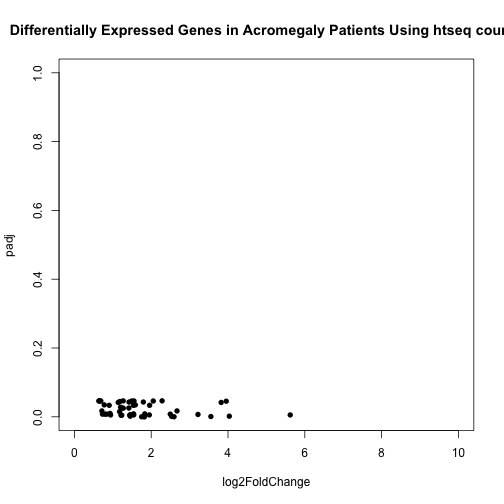 Differentially Expressed Genes in Acromegaly Patients Using htseq
1.0
0.8
0.6
0.4
0.2
0.0
padj
0 2 4 6 8 10
log2FoldChange